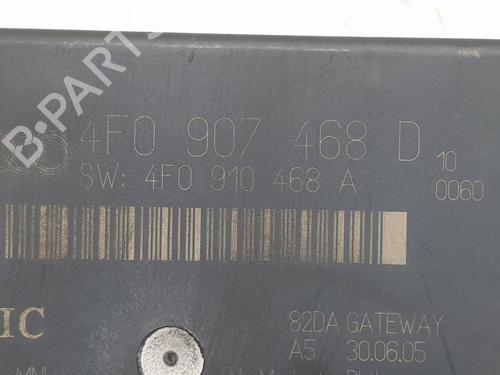 B-PARTS
4F0 907 468 D 10
SW: 4F0 910 468 A 0060
IC
82DA GATEWAY
A5 30.06.05